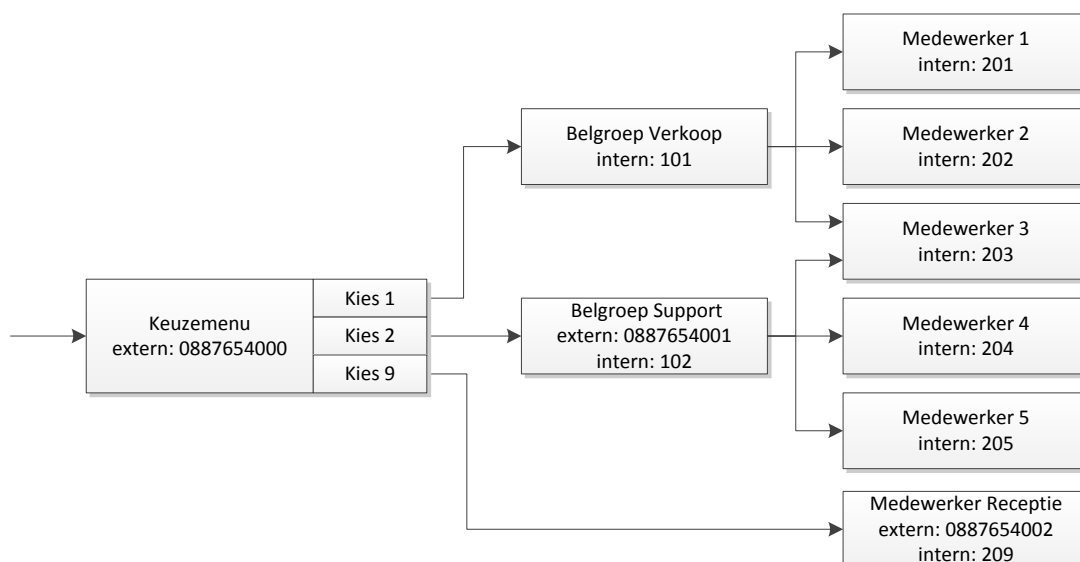 Keuzemenu
extern: 0887654000
Kies 1
Kies 2
Kies 9
Belgroep Verkoop
intern: 101
Belgroep Support
extern: 0887654001
intern: 102
Medewerker 1
intern: 201
Medewerker 2
intern: 202
Medewerker 3
intern: 203
Medewerker 4
intern: 204
Medewerker 5
intern: 205
Medewerker Receptie
extern: 0887654002
intern: 209